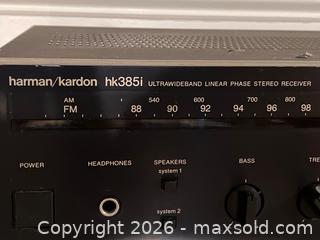 harman/kardon hk385i ULTRAWIDEBAND LINEAR PHASE STEREO RECEIVER
AM 540 600 800
FM 88 90 92 94 96 98
POWER HEADPHONES SPEAKERS BASS TRE
system 1
system 2
Copyright © 2026 - maxsold.com